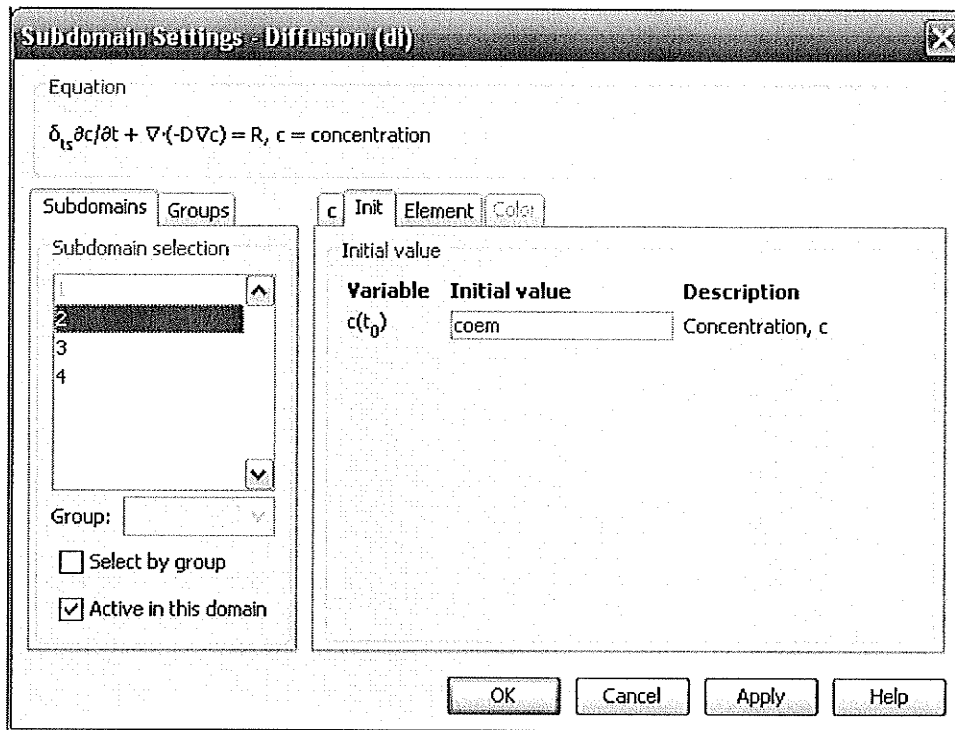 Subdomain Settings - Diffusion (di)
Equation
δts∂c/∂t + ∇·(-D∇c) = R, c = concentration
Subdomains Groups
Subdomain selection
1
2
3
4
Group:
Select by group
Active in this domain
c Init Element Color
Initial value
Variable Initial value Description
c(t0) coem Concentration, c
OK Cancel Apply Help